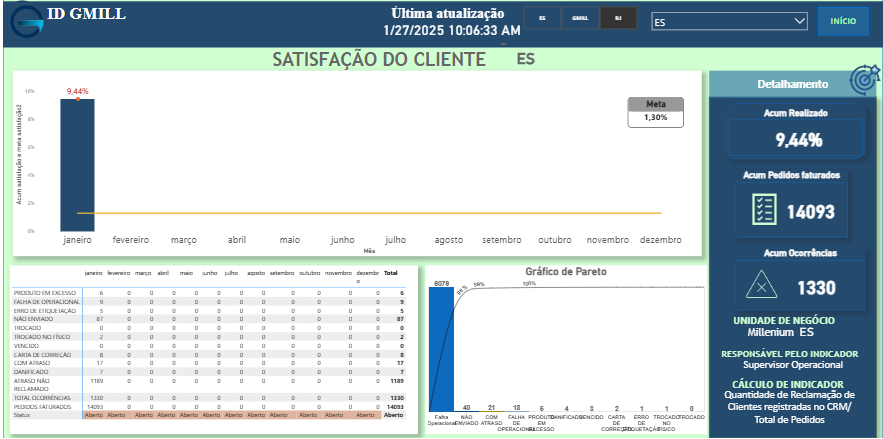 ID GMILL
Última atualização
1/27/2025 10:06:33 AM
ES GMILL RJ
ES
INÍCIO
SATISFAÇÃO DO CLIENTE ES
Acum satisfação e meta satisfação2
10%
8%
6%
4%
2%
0%
9,44%
Meta
1,30%
janeiro fevereiro março abril maio junho julho agosto setembro outubro novembro dezembro
Mês
Detalhamento
Acum Realizado
9,44%
Acum Pedidos faturados
14093
Acum Ocorrências
1330
UNIDADE DE NEGÓCIO
Millenium ES
RESPONSÁVEL PELO INDICADOR
Supervisor Operacional
CÁLCULO DE INDICADOR
Quantidade de Reclamação de
Clientes registradas no CRM/
Total de Pedidos
janeiro fevereiro março abril maio junho julho agosto setembro outubro novembro dezembr Total
o
PRODUTO EM EXCESSO 6 0 0 0 0 0 0 0 0 0 0 0 6
FALHA DE OPERACIONAL 9 0 0 0 0 0 0 0 0 0 0 0 9
ERRO DE ETIQUETAÇÃO 5 0 0 0 0 0 0 0 0 0 0 0 5
NÃO ENVIADO 87 0 0 0 0 0 0 0 0 0 0 0 87
TROCADO 0 0 0 0 0 0 0 0 0 0 0 0 0
TROCADO NO FÍSICO 2 0 0 0 0 0 0 0 0 0 0 0 2
VENCIDO 0 0 0 0 0 0 0 0 0 0 0 0 0
CARTA DE CORREÇÃO 8 0 0 0 0 0 0 0 0 0 0 0 8
COM ATRASO 17 0 0 0 0 0 0 0 0 0 0 0 17
DANIFICADO 7 0 0 0 0 0 0 0 0 0 0 0 7
ATRASO NÃO 1189 0 0 0 0 0 0 0 0 0 0 0 1189
RECLAMADO
TOTAL OCORRÊNCIAS 1330 0 0 0 0 0 0 0 0 0 0 0 1330
PEDIDOS FATURADOS 14093 0 0 0 0 0 0 0 0 0 0 0 14093
Status Aberto Aberto Aberto Aberto Aberto Aberto Aberto Aberto Aberto Aberto Aberto Aberto Aberto
Gráfico de Pareto
6078
99% 100%
40 21 18 5 4 3 2 1 1 0
Falha NÃO COM FALHA PRODUTO DANIFICADO VENCIDO CARTA ERRO TROCADO TROCADO
Operacional ENVIADO ATRASO DE EM DE DE NO
OPERACIONAL EXCESSO CORREÇÃO ETIQUETAÇÃO FÍSICO